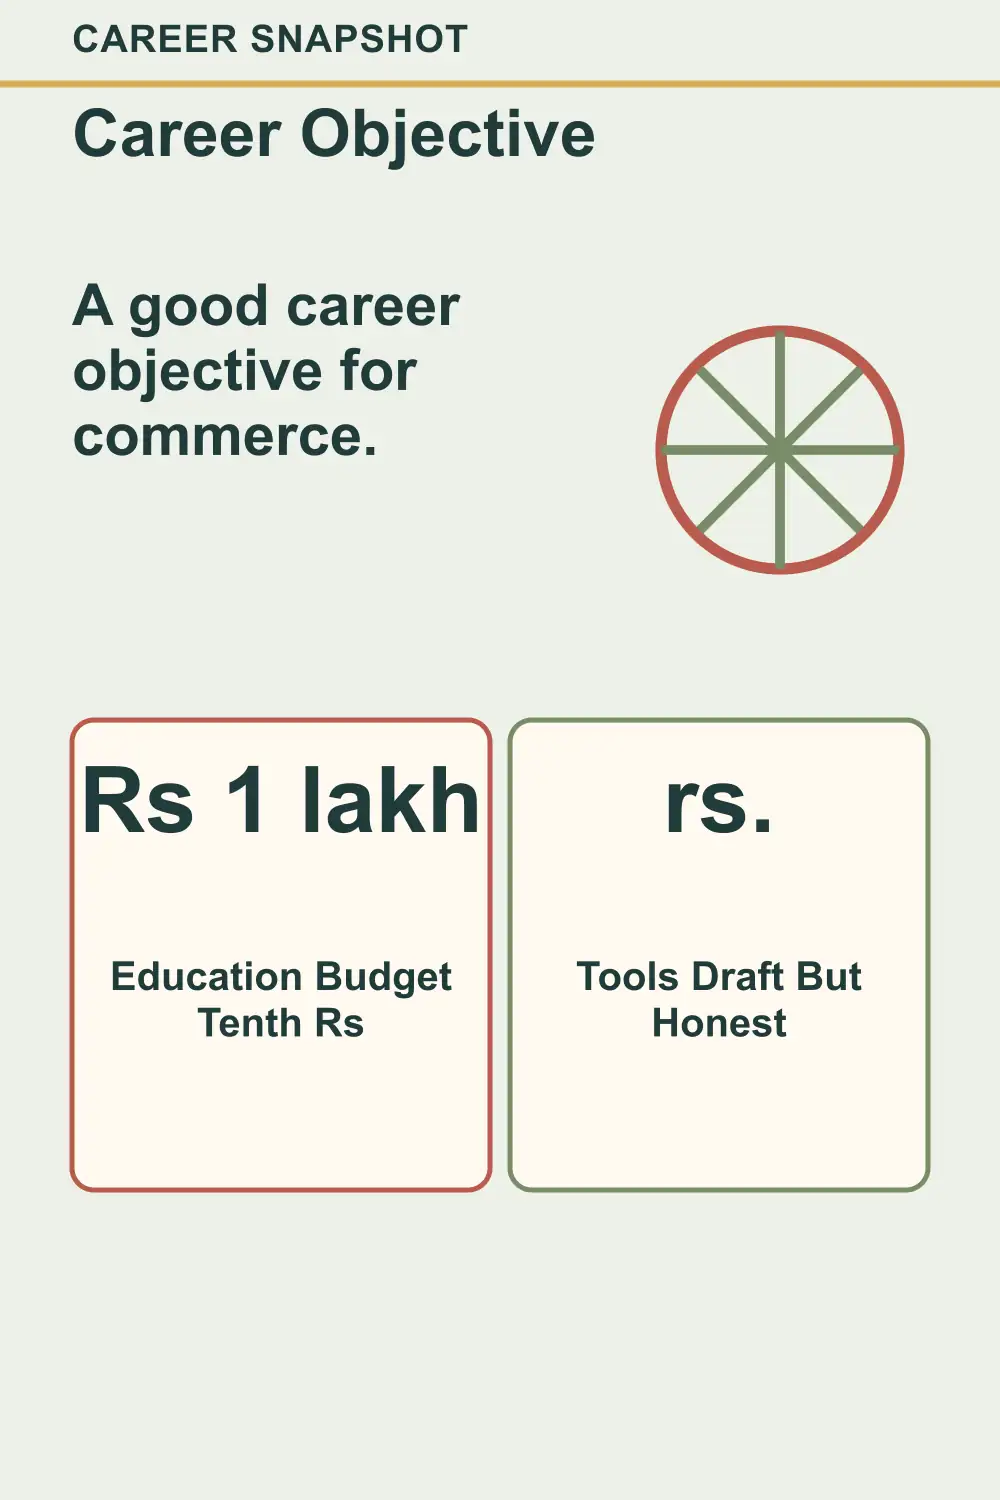 CAREER SNAPSHOT
Career Objective
A good career
objective for
commerce.
Rs 1 lakh
Education Budget
Tenth Rs
rs.
Tools Draft But
Honest